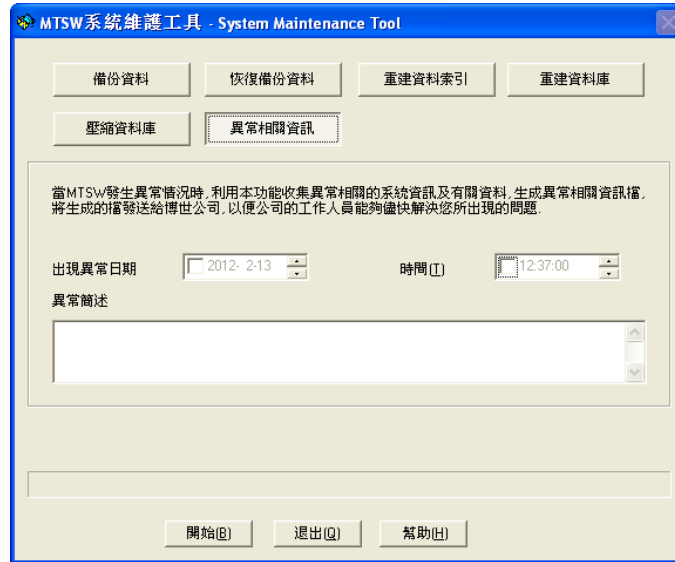 MTSW系統維護工具 - System Maintenance Tool
備份資料 恢復備份資料 重建資料索引 重建資料庫
壓縮資料庫 異常相關資訊
當MTSW發生異常情況時,利用本功能收集異常相關的系統資訊及有關資料,生成異常相關資訊檔,
將生成的檔發送給博世公司,以便公司的工作人員能夠儘快解決您所出現的問題.
出現異常日期 2012- 2-13 時間(T) 12:37:00
異常簡述
開始(B) 退出(Q) 幫助(H)